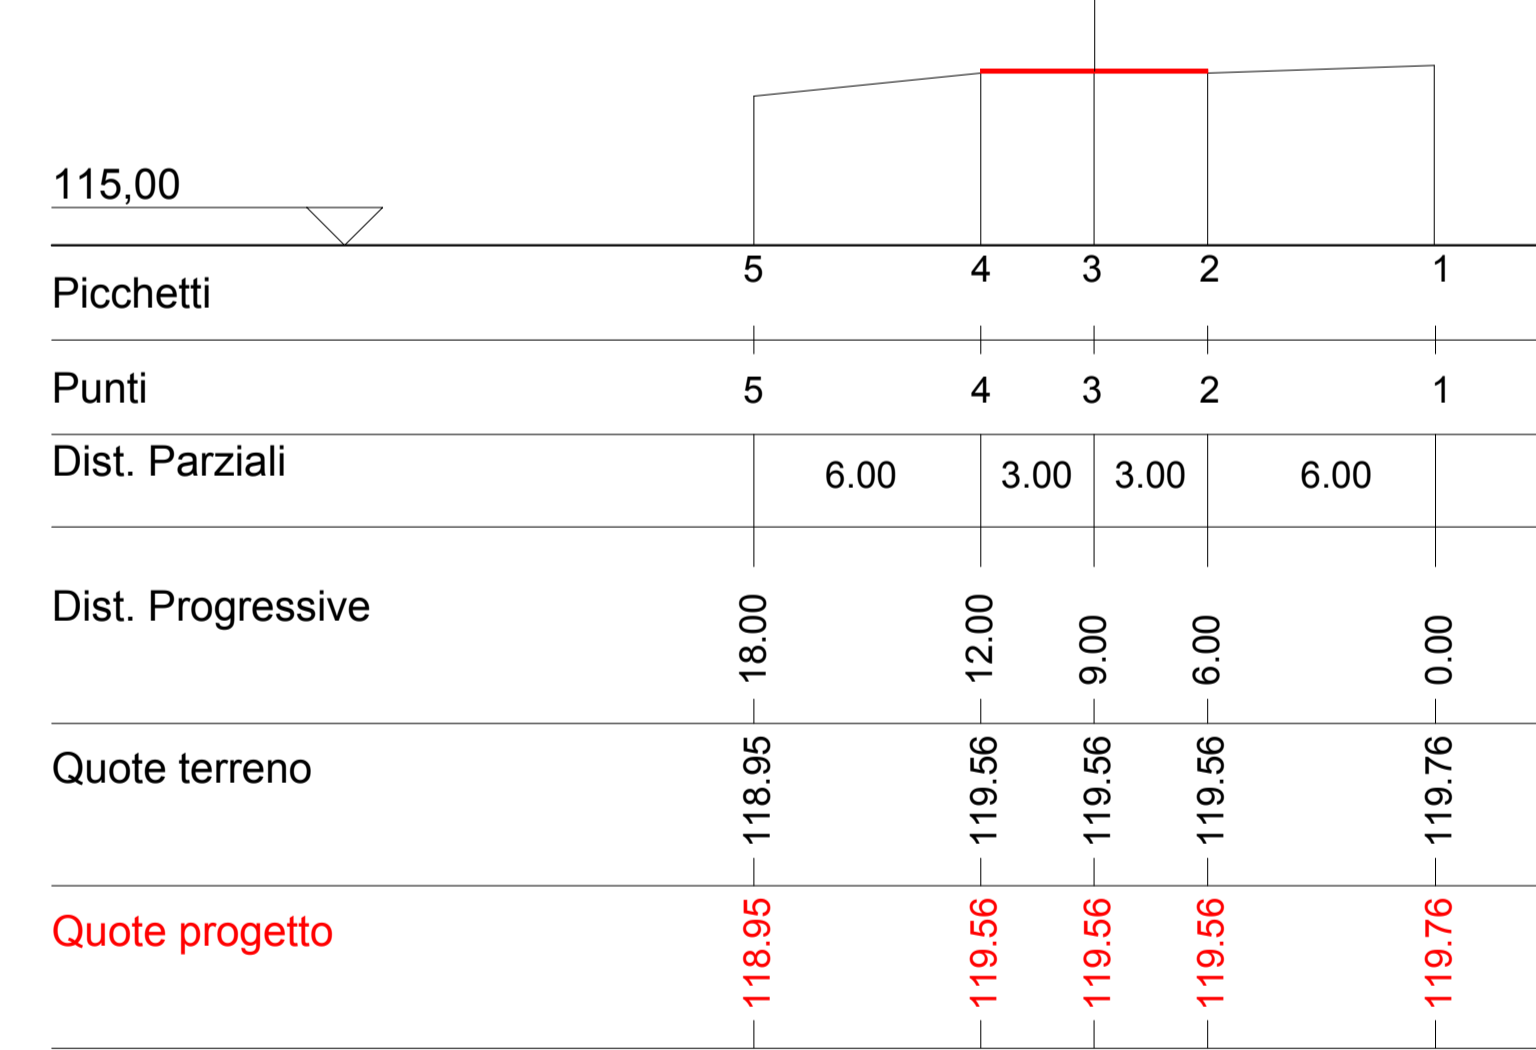 115,00
Picchetti 5 4 3 2 1
Punti 5 4 3 2 1
Dist. Parziali 6.00 3.00 3.00 6.00
Dist. Progressive 18.00 12.00 9.00 6.00 0.00
Quote terreno 118.95 119.56 119.56 119.56 119.76
Quote progetto 118.95 119.56 119.56 119.56 119.76